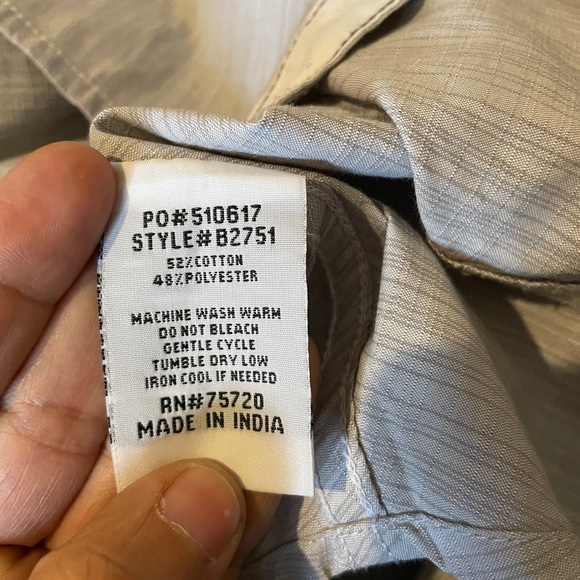 PO#510617
STYLE#B2751
52%COTTON
48%POLYESTER
MACHINE WASH WARM
DO NOT BLEACH
GENTLE CYCLE
TUMBLE DRY LOW
IRON COOL IF NEEDED
RN#75720
MADE IN INDIA